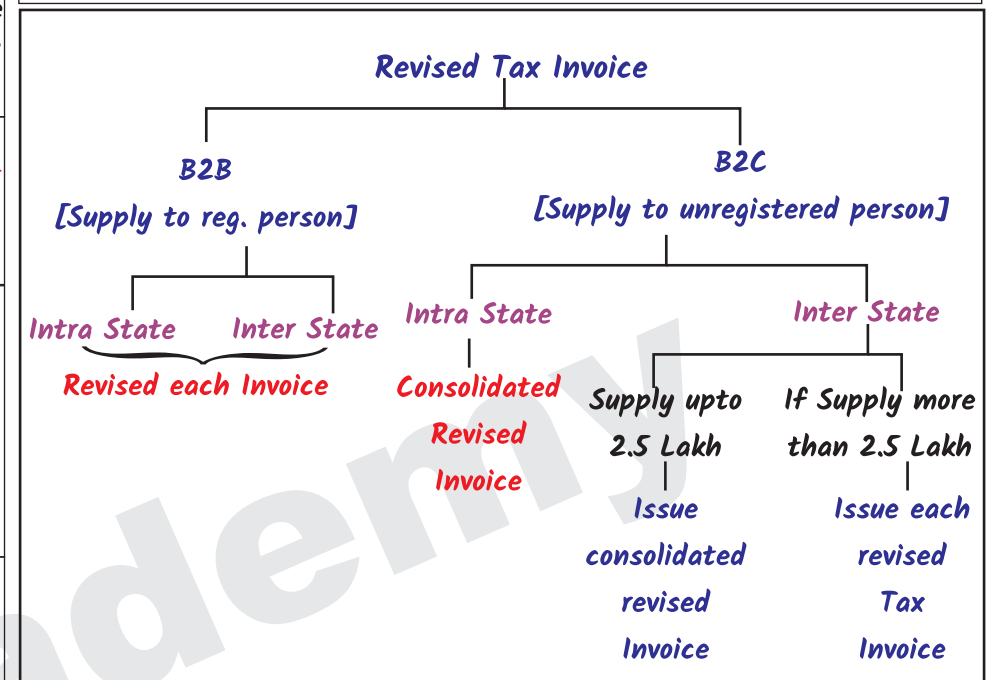 Revised Tax Invoice
B2B
[Supply to reg. person]
B2C
[Supply to unregistered person]
Intra State
Inter State
Revised each Invoice
Intra State
Consolidated
Revised
Invoice
Inter State
Supply upto
2.5 Lakh
Issue
consolidated
revised
Invoice
If Supply more
than 2.5 Lakh
Issue each
revised
Tax
Invoice
ademy